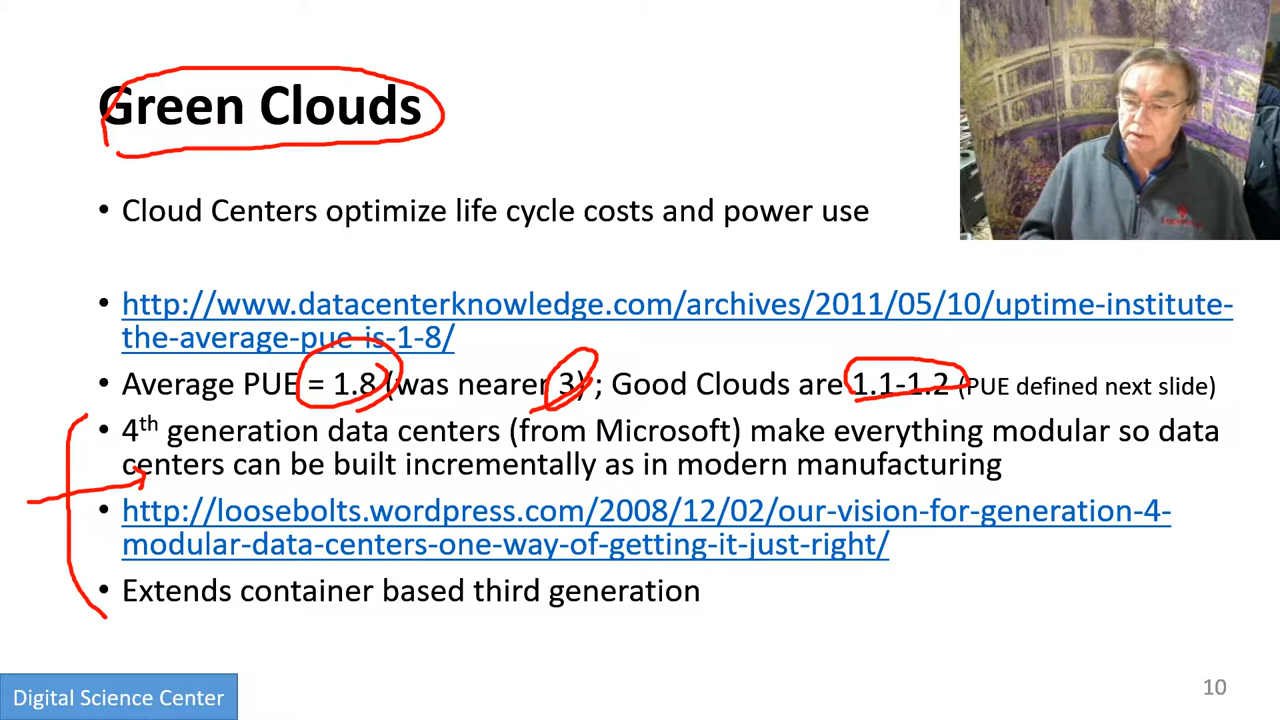 Green Clouds
• Cloud Centers optimize life cycle costs and power use
• http://www.datacenterknowledge.com/archives/2011/05/10/uptime-institute-
the-average-pue-is-1-8/
• Average PUE = 1.8 (was nearer 3) ; Good Clouds are 1.1-1.2 (PUE defined next slide)
• 4th generation data centers (from Microsoft) make everything modular so data
centers can be built incrementally as in modern manufacturing
• http://loosebolts.wordpress.com/2008/12/02/our-vision-for-generation-4-
modular-data-centers-one-way-of-getting-it-just-right/
• Extends container based third generation
Digital Science Center
10